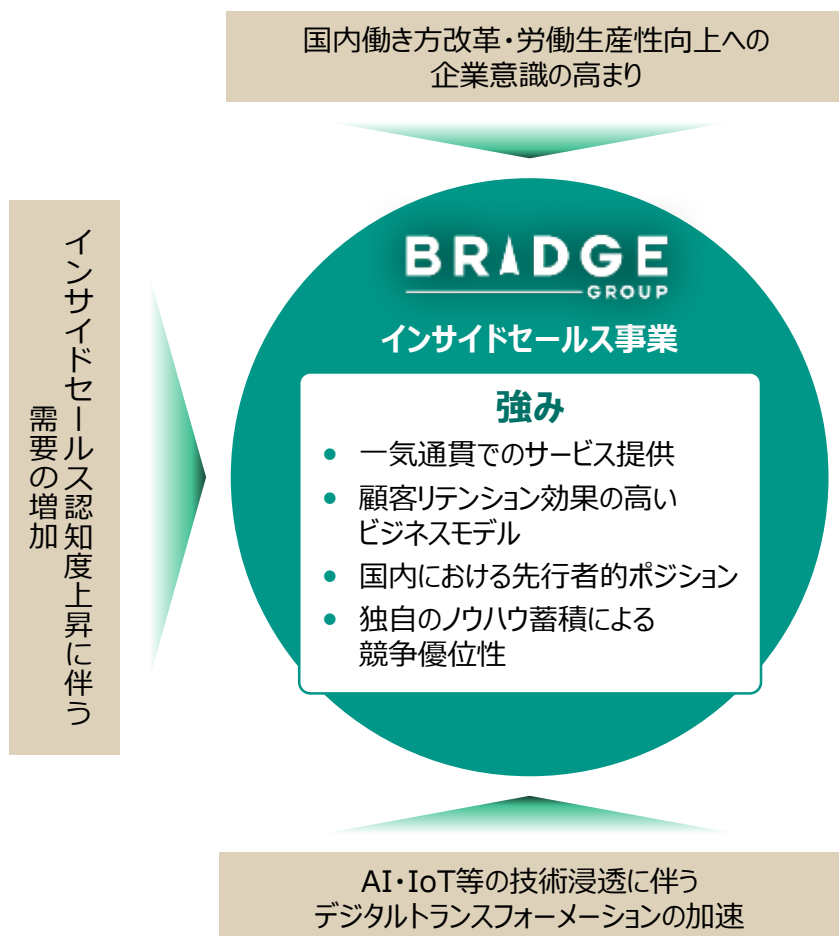 国内働き方改革・労働生産性向上への
企業意識の高まり
インサイドセールス認知度上昇に伴う
需要の増加
BRIDGE
GROUP
インサイドセールス事業
強み
• 一気通貫でのサービス提供
• 顧客リテンション効果の高い
ビジネスモデル
• 国内における先行者的ポジション
• 独自のノウハウ蓄積による
競争優位性
AI・IoT等の技術浸透に伴う
デジタルトランスフォーメーションの加速